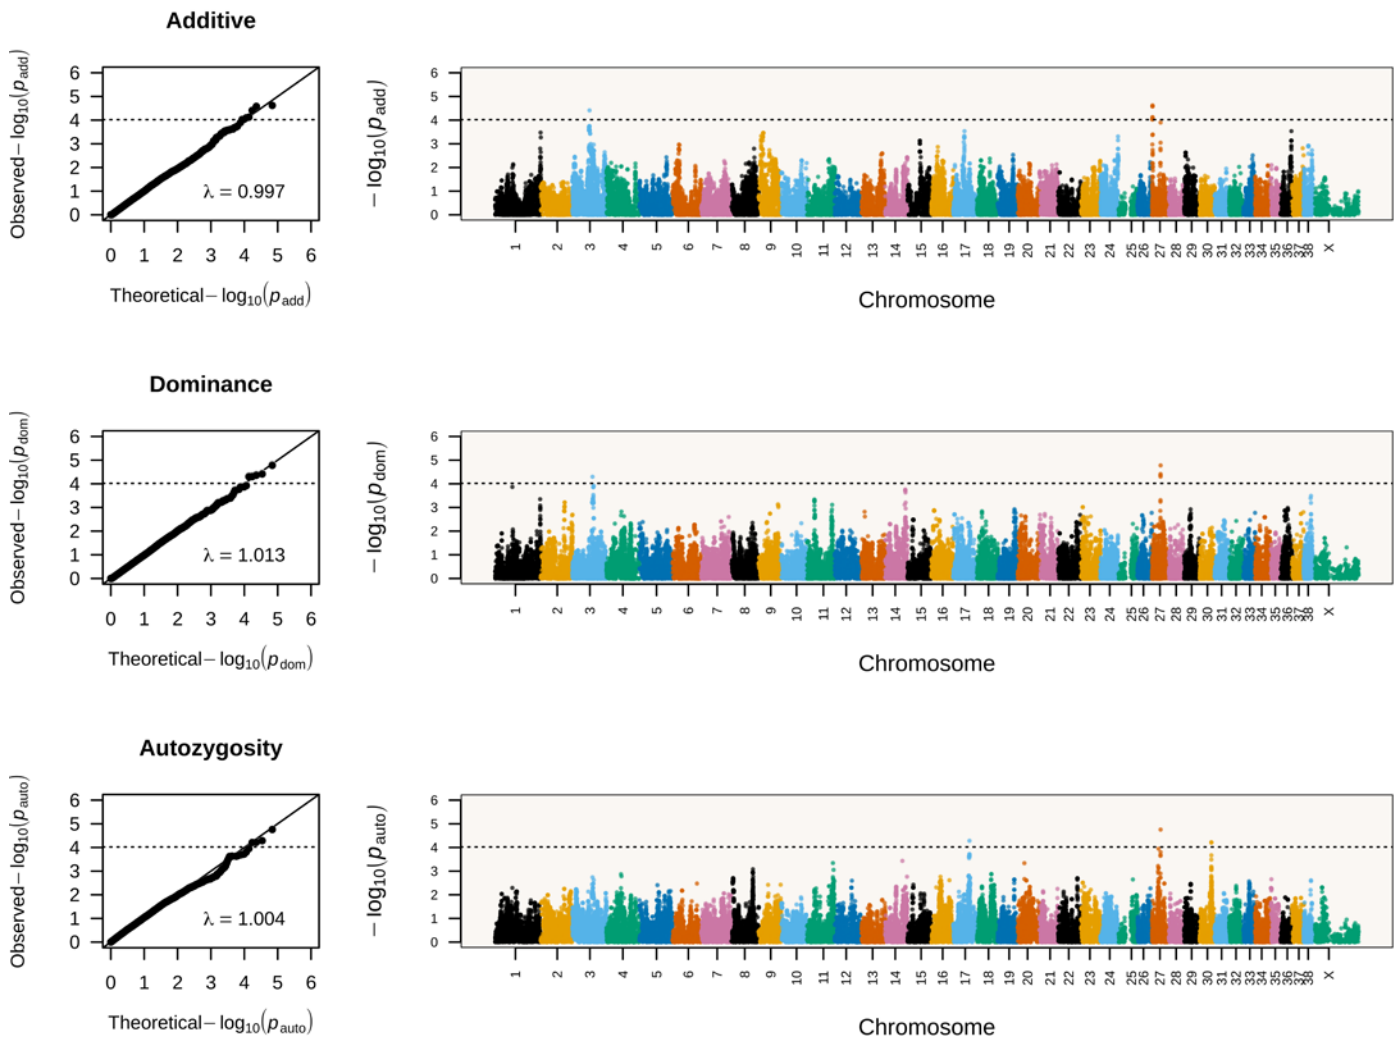 Additive
Observed−log10(padd)
6
5
4
3
2
1
0
λ = 0.997
0 1 2 3 4 5 6
Theoretical−log10(padd)
−log10(padd)
6
5
4
3
2
1
0
1 2 3 4 5 6 7 8 9 10 11 12 13 14 15 16 17 18 19 20 21 22 23 24 25 26 27 28 29 30 31 32 33 34 35 36 37 38 X
Chromosome
Dominance
Observed−log10(pdom)
6
5
4
3
2
1
0
λ = 1.013
0 1 2 3 4 5 6
Theoretical−log10(pdom)
−log10(pdom)
6
5
4
3
2
1
0
1 2 3 4 5 6 7 8 9 10 11 12 13 14 15 16 17 18 19 20 21 22 23 24 25 26 27 28 29 30 31 32 33 34 35 36 37 38 X
Chromosome
Autozygosity
Observed−log10(pauto)
6
5
4
3
2
1
0
λ = 1.004
0 1 2 3 4 5 6
Theoretical−log10(pauto)
−log10(pauto)
6
5
4
3
2
1
0
1 2 3 4 5 6 7 8 9 10 11 12 13 14 15 16 17 18 19 20 21 22 23 24 25 26 27 28 29 30 31 32 33 34 35 36 37 38 X
Chromosome